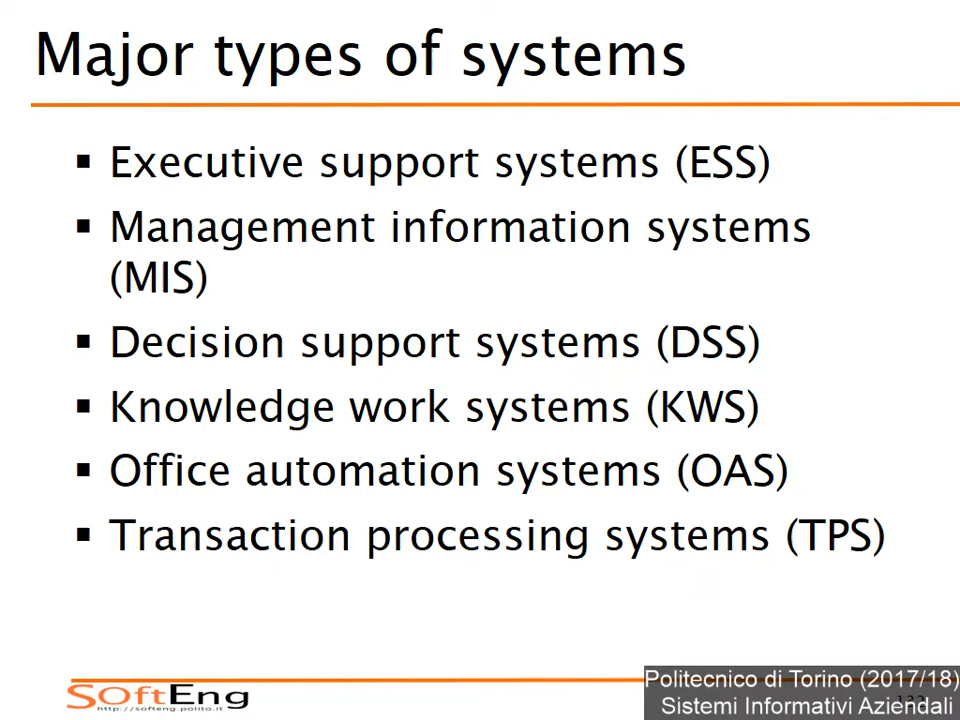 Major types of systems
▪ Executive support systems (ESS)
▪ Management information systems
(MIS)
▪ Decision support systems (DSS)
▪ Knowledge work systems (KWS)
▪ Office automation systems (OAS)
▪ Transaction processing systems (TPS)
SoftEng
http://softeng.polito.it
Politecnico di Torino (2017/18)
Sistemi Informativi Aziendali